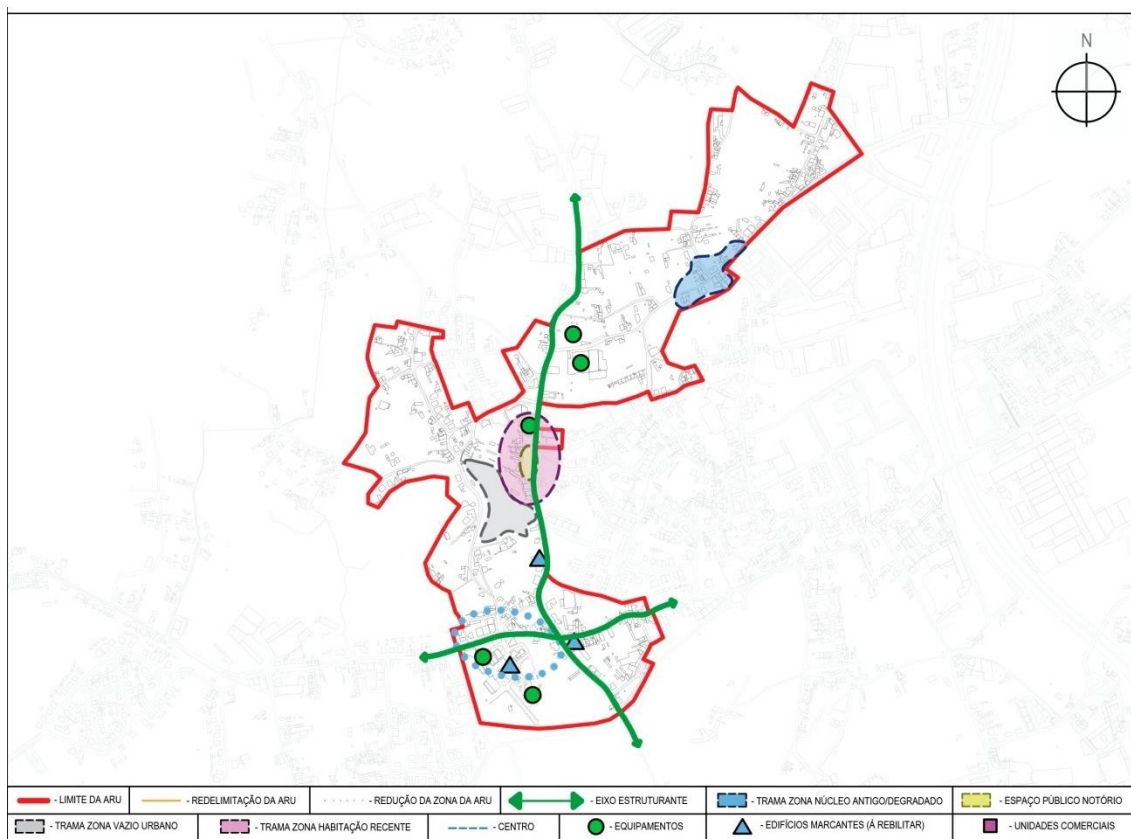 N
- LIMITE DA ARU - REDELIMITAÇÃO DA ARU - REDUÇÃO DA ZONA DA ARU - EIXO ESTRUTURANTE - TRAMA ZONA NÚCLEO ANTIGO/DEGRADADO - ESPAÇO PÚBLICO NOTÓRIO
- TRAMA ZONA VAZIO URBANO - TRAMA ZONA HABITAÇÃO RECENTE - CENTRO - EQUIPAMENTOS - EDIFÍCIOS MARCANTES (Á REBILITAR) - UNIDADES COMERCIAIS